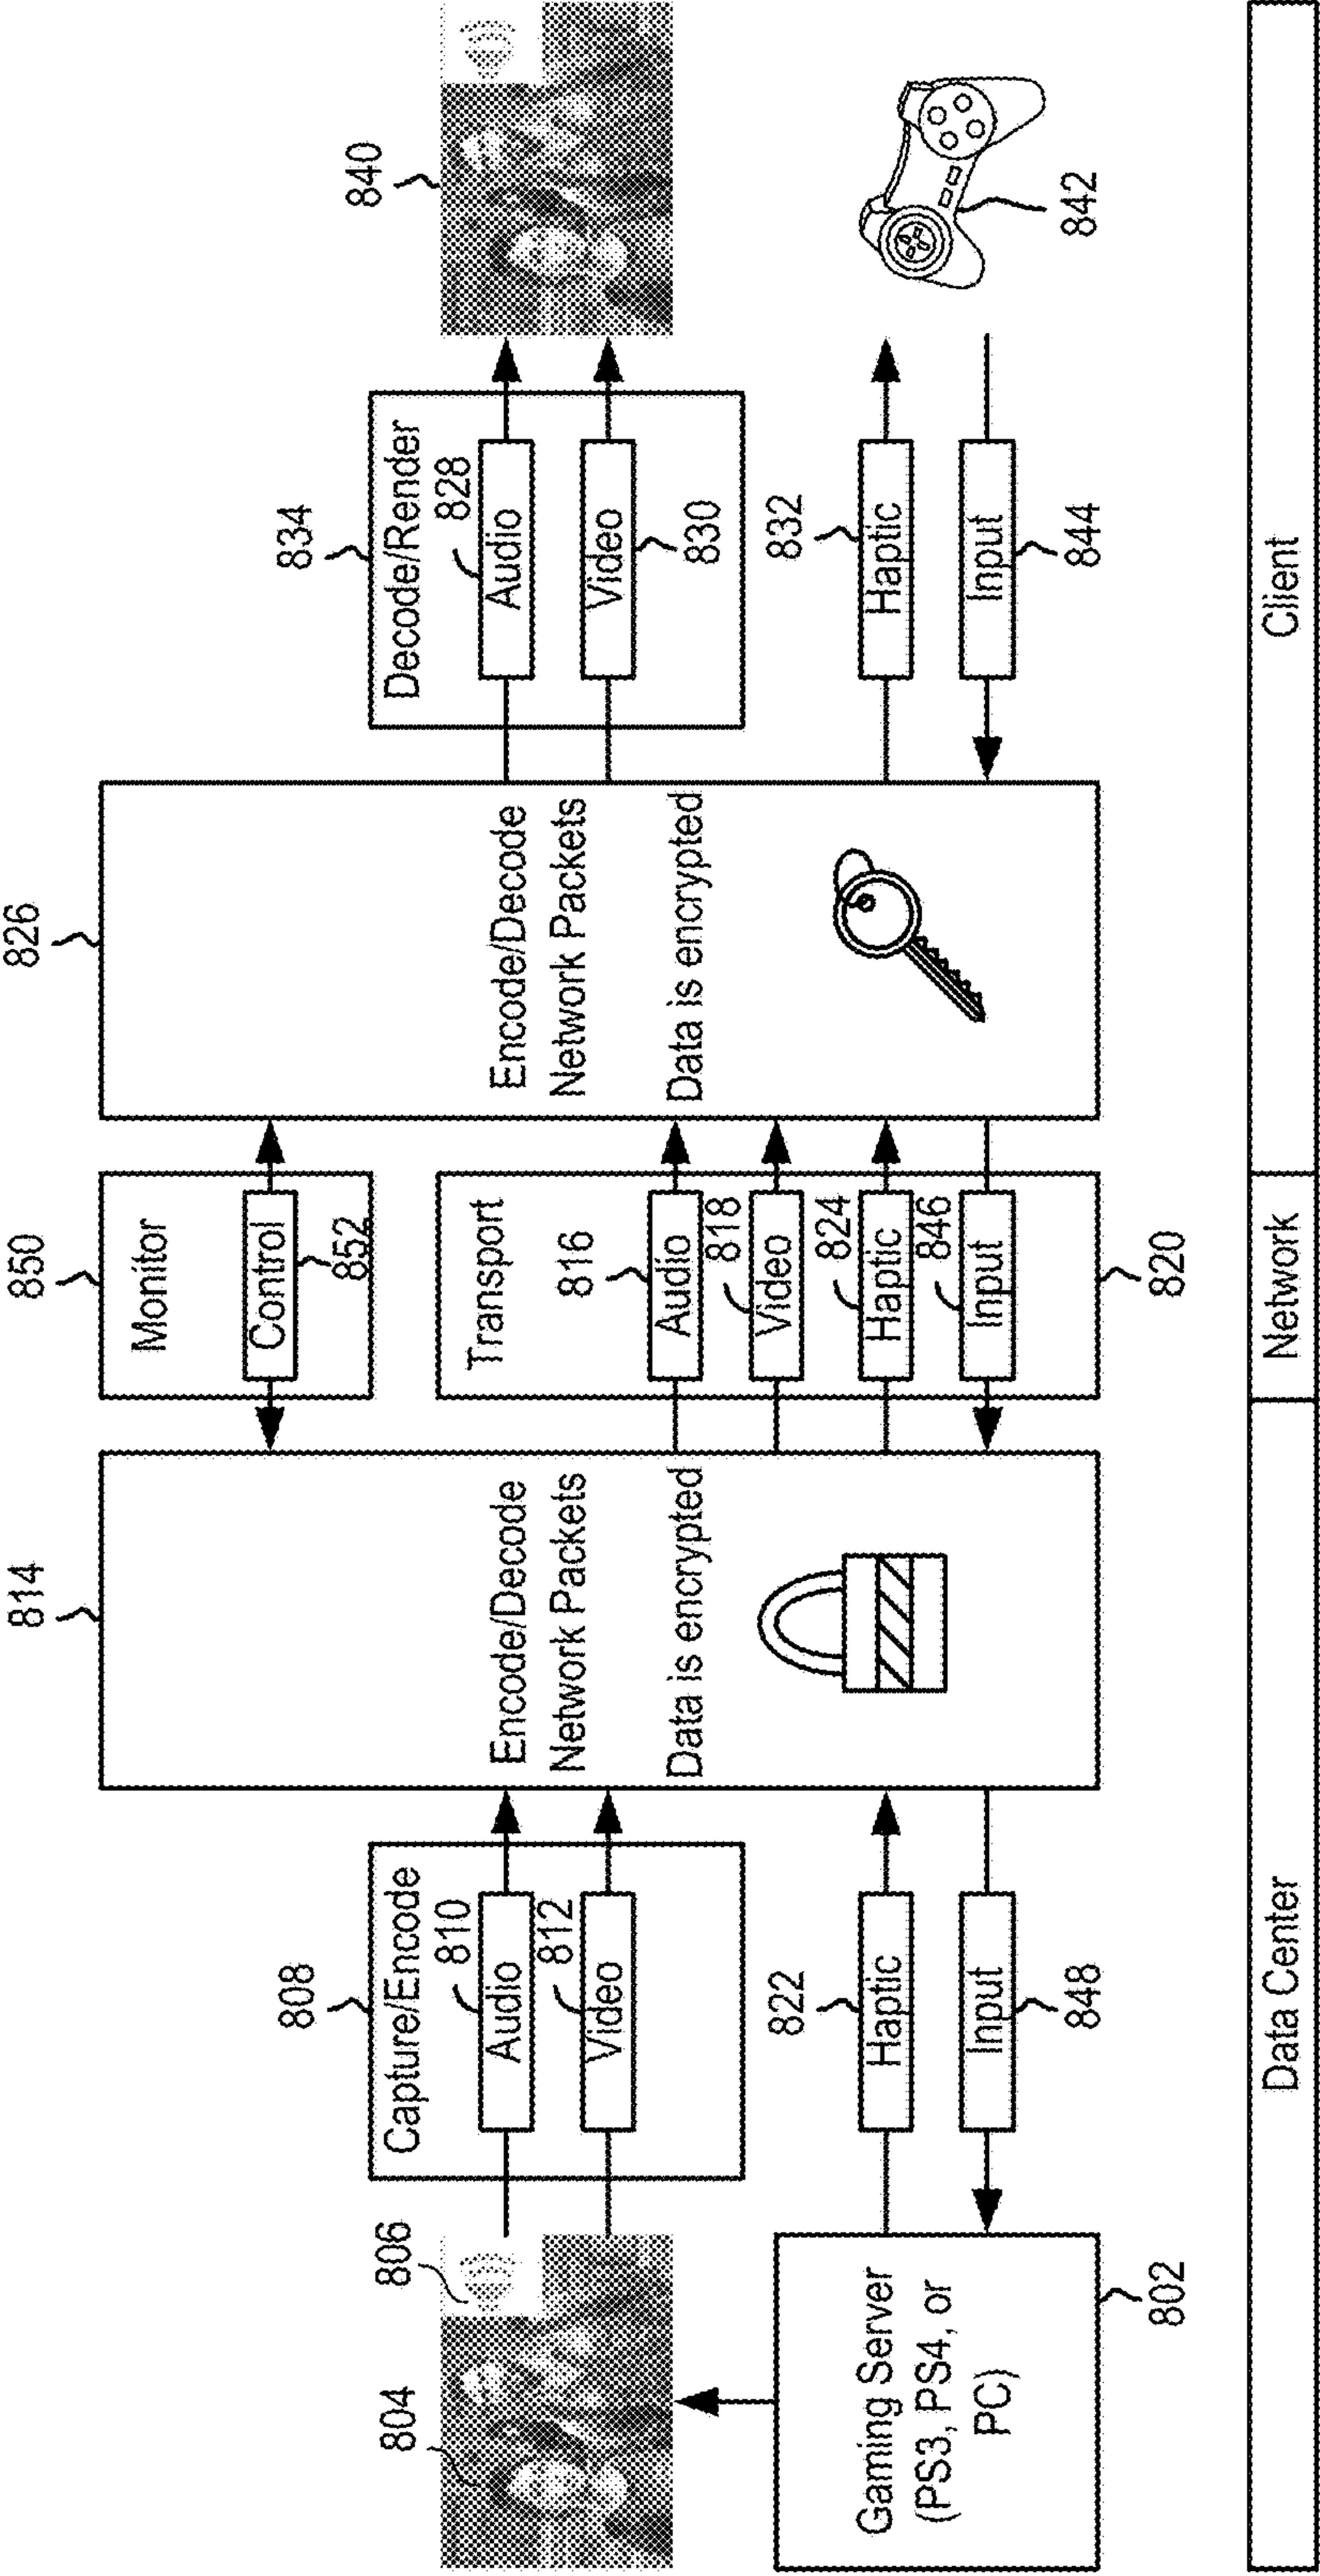 804
806
Gaming Server
(PS3, PS4, or
PC)
802
808
Capture/Encode
810
Audio
812
Video
822
Haptic
Input
848
814
Encode/Decode
Network Packets
Data is encrypted
850
Monitor
Control
852
Transport
816
Audio
818
Video
824
Haptic
846
Input
820
826
Encode/Decode
Network Packets
Data is encrypted
834
Decode/Render
828
Audio
Video
830
832
Haptic
Input
844
840
842
Data Center
Network
Client